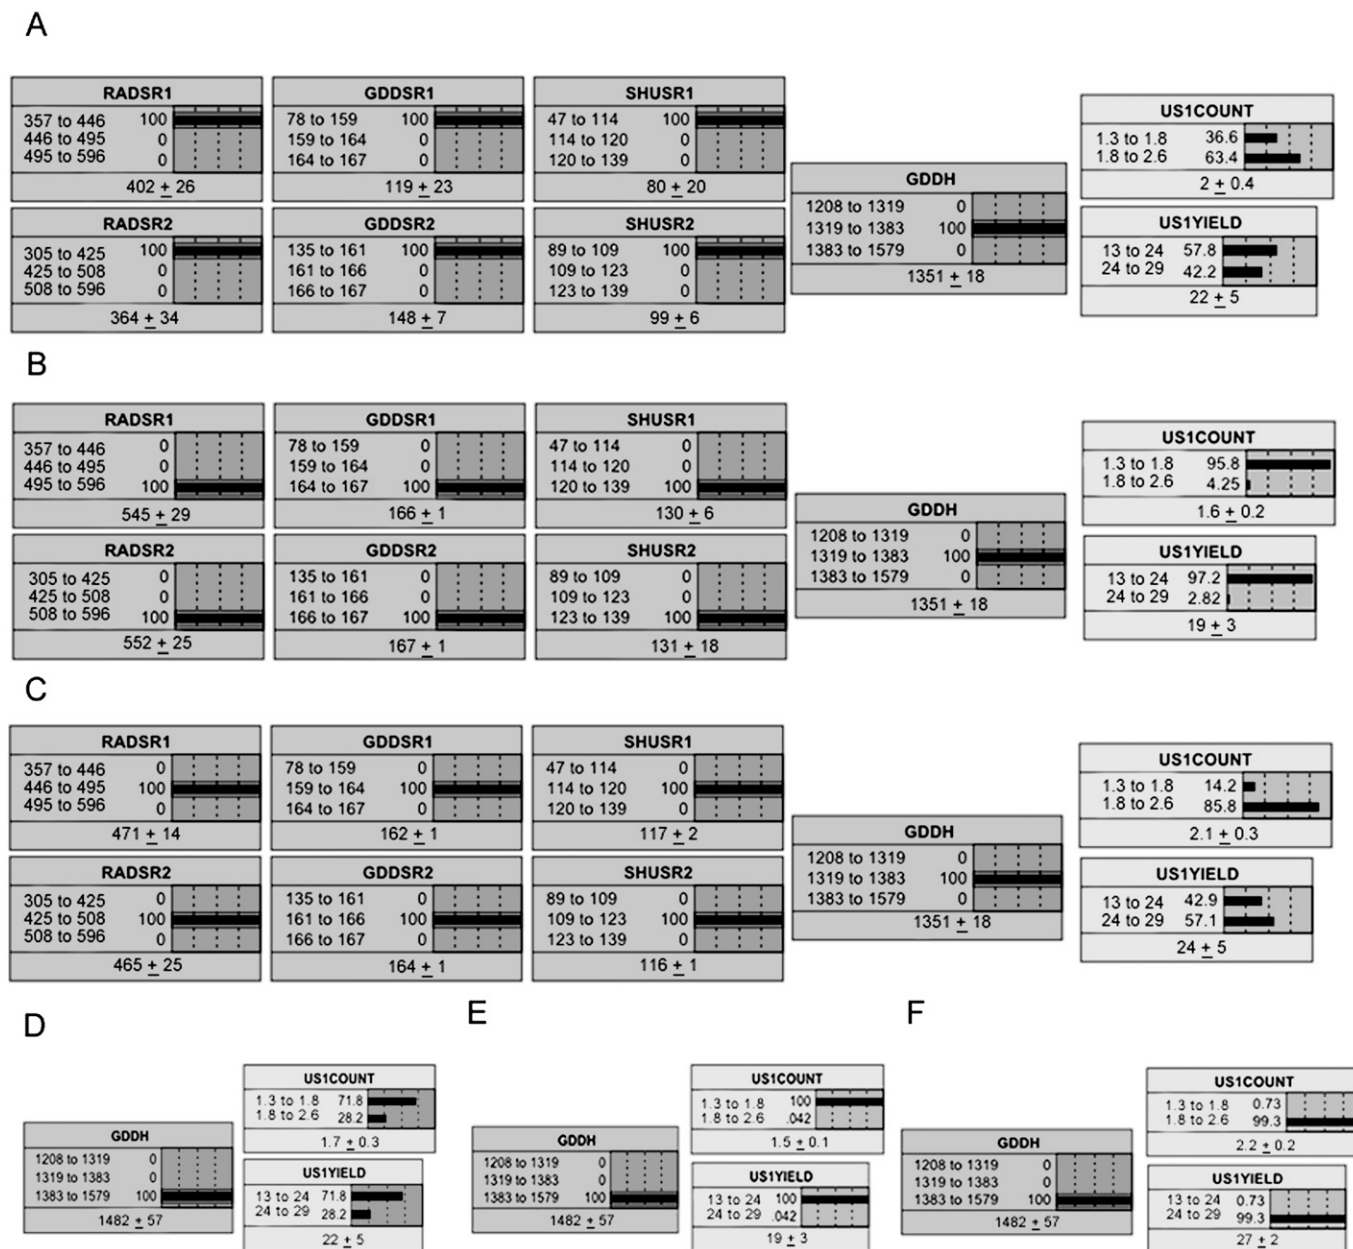 A
RADSR1
357 to 446 100
446 to 495 0
495 to 596 0
402 ± 26
GDDSR1
78 to 159 100
159 to 164 0
164 to 167 0
119 ± 23
SHUSR1
47 to 114 100
114 to 120 0
120 to 139 0
80 ± 20
RADSR2
305 to 425 100
425 to 508 0
508 to 596 0
364 ± 34
GDDSR2
135 to 161 100
161 to 166 0
166 to 167 0
148 ± 7
SHUSR2
89 to 109 100
109 to 123 0
123 to 139 0
99 ± 6
GDDH
1208 to 1319 0
1319 to 1383 100
1383 to 1579 0
1351 ± 18
US1COUNT
1.3 to 1.8 36.6
1.8 to 2.6 63.4
2 ± 0.4
US1YIELD
13 to 24 57.8
24 to 29 42.2
22 ± 5
B
RADSR1
357 to 446 0
446 to 495 0
495 to 596 100
545 ± 29
GDDSR1
78 to 159 0
159 to 164 0
164 to 167 100
166 ± 1
SHUSR1
47 to 114 0
114 to 120 0
120 to 139 100
130 ± 6
RADSR2
305 to 425 0
425 to 508 0
508 to 596 100
552 ± 25
GDDSR2
135 to 161 0
161 to 166 0
166 to 167 100
167 ± 1
SHUSR2
89 to 109 0
109 to 123 0
123 to 139 100
131 ± 18
GDDH
1208 to 1319 0
1319 to 1383 100
1383 to 1579 0
1351 ± 18
US1COUNT
1.3 to 1.8 95.8
1.8 to 2.6 4.25
1.6 ± 0.2
US1YIELD
13 to 24 97.2
24 to 29 2.82
19 ± 3
C
RADSR1
357 to 446 0
446 to 495 100
495 to 596 0
471 ± 14
GDDSR1
78 to 159 0
159 to 164 100
164 to 167 0
162 ± 1
SHUSR1
47 to 114 0
114 to 120 100
120 to 139 0
117 ± 2
RADSR2
305 to 425 0
425 to 508 100
508 to 596 0
465 ± 25
GDDSR2
135 to 161 0
161 to 166 100
166 to 167 0
164 ± 1
SHUSR2
89 to 109 0
109 to 123 100
123 to 139 0
116 ± 1
GDDH
1208 to 1319 0
1319 to 1383 100
1383 to 1579 0
1351 ± 18
US1COUNT
1.3 to 1.8 14.2
1.8 to 2.6 85.8
2.1 ± 0.3
US1YIELD
13 to 24 42.9
24 to 29 57.1
24 ± 5
D
GDDH
1208 to 1319 0
1319 to 1383 0
1383 to 1579 100
1482 ± 57
US1COUNT
1.3 to 1.8 71.8
1.8 to 2.6 28.2
1.7 ± 0.3
US1YIELD
13 to 24 71.8
24 to 29 28.2
22 ± 5
E
GDDH
1208 to 1319 0
1319 to 1383 0
1383 to 1579 100
1482 ± 57
US1COUNT
1.3 to 1.8 100
1.8 to 2.6 .042
1.5 ± 0.1
US1YIELD
13 to 24 100
24 to 29 .042
19 ± 3
F
GDDH
1208 to 1319 0
1319 to 1383 0
1383 to 1579 100
1482 ± 57
US1COUNT
1.3 to 1.8 0.73
1.8 to 2.6 99.3
2.2 ± 0.2
US1YIELD
13 to 24 0.73
24 to 29 99.3
27 ± 2